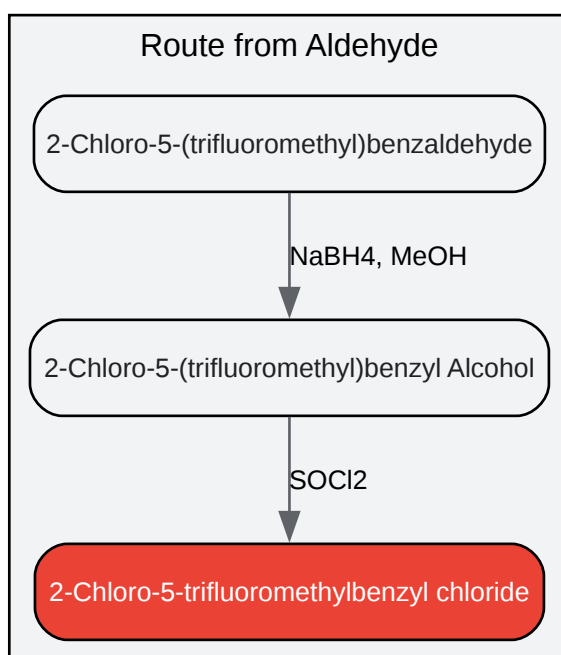 Route from Aldehyde
2-Chloro-5-(trifluoromethyl)benzaldehyde
NaBH4, MeOH
2-Chloro-5-(trifluoromethyl)benzyl Alcohol
SOCl2
2-Chloro-5-trifluoromethylbenzyl chloride